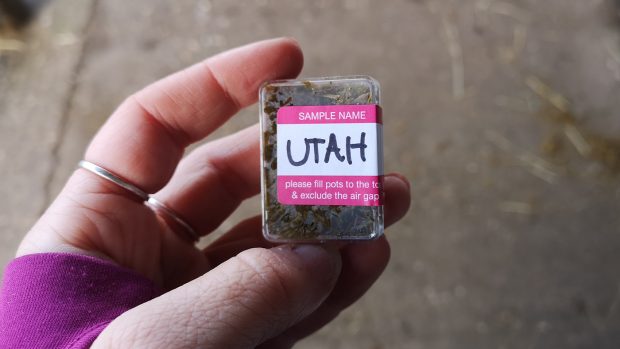 SAMPLE NAME
UTAH
please fill pots to the to
& exclude the air gap